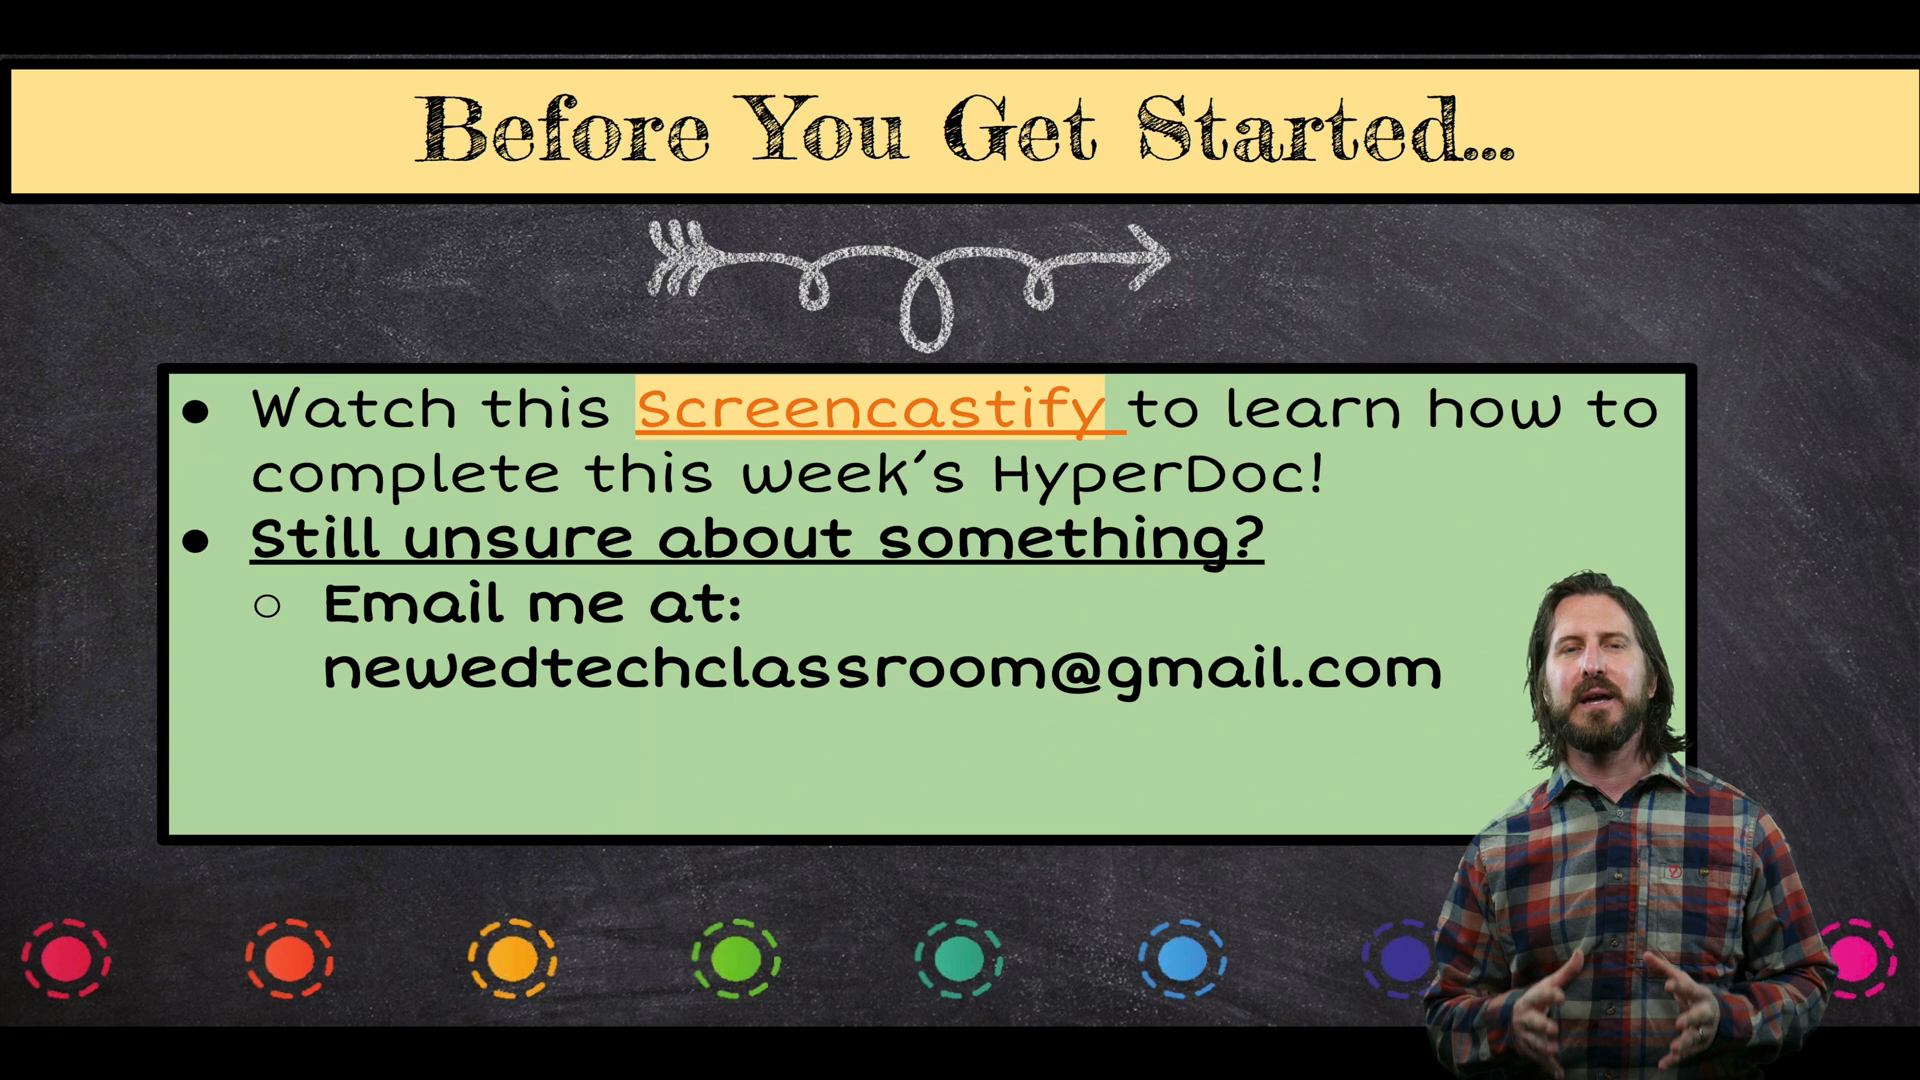 Before You Get Started...
● Watch this Screencastify to learn how to
complete this week's HyperDoc!
● Still unsure about something?
○ Email me at:
newedtechclassroom@gmail.com